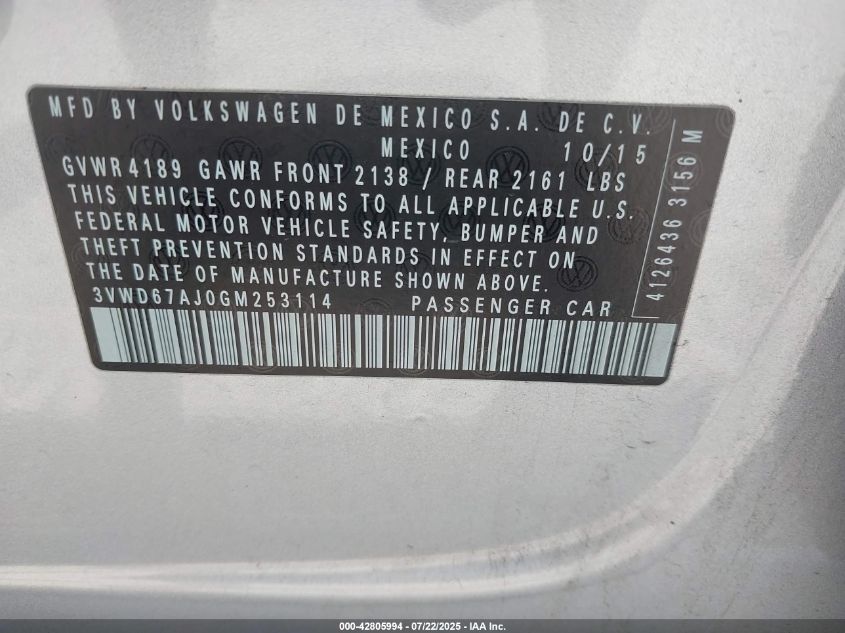 MFD BY VOLKSWAGEN DE MEXICO S.A. DE C.V.
MEXICO 10/15
GVWR 4189 GAWR FRONT 2138 / REAR 2161 LBS
THIS VEHICLE CONFORMS TO ALL APPLICABLE U.S.
FEDERAL MOTOR VEHICLE SAFETY, BUMPER AND
THEFT PREVENTION STANDARDS IN EFFECT ON
THE DATE OF MANUFACTURE SHOWN ABOVE.
3VWD67AJ0GM253114 PASSENGER CAR
4126436 3156 M
000-42805994 - 07/22/2025 - IAA Inc.